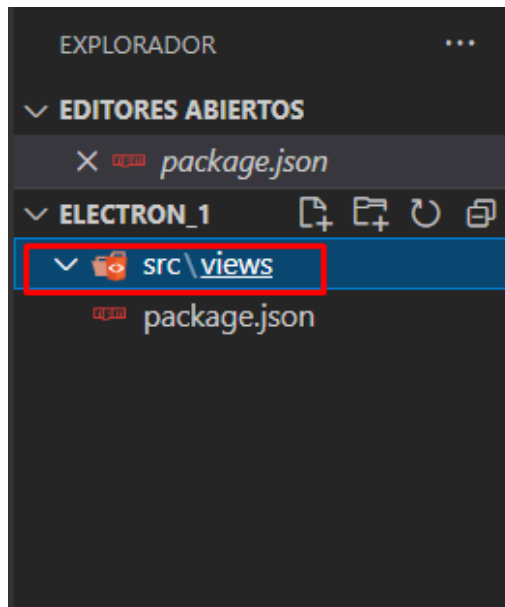 EXPLORADOR
EDITORES ABIERTOS
package.json
ELECTRON_1
src\views
package.json